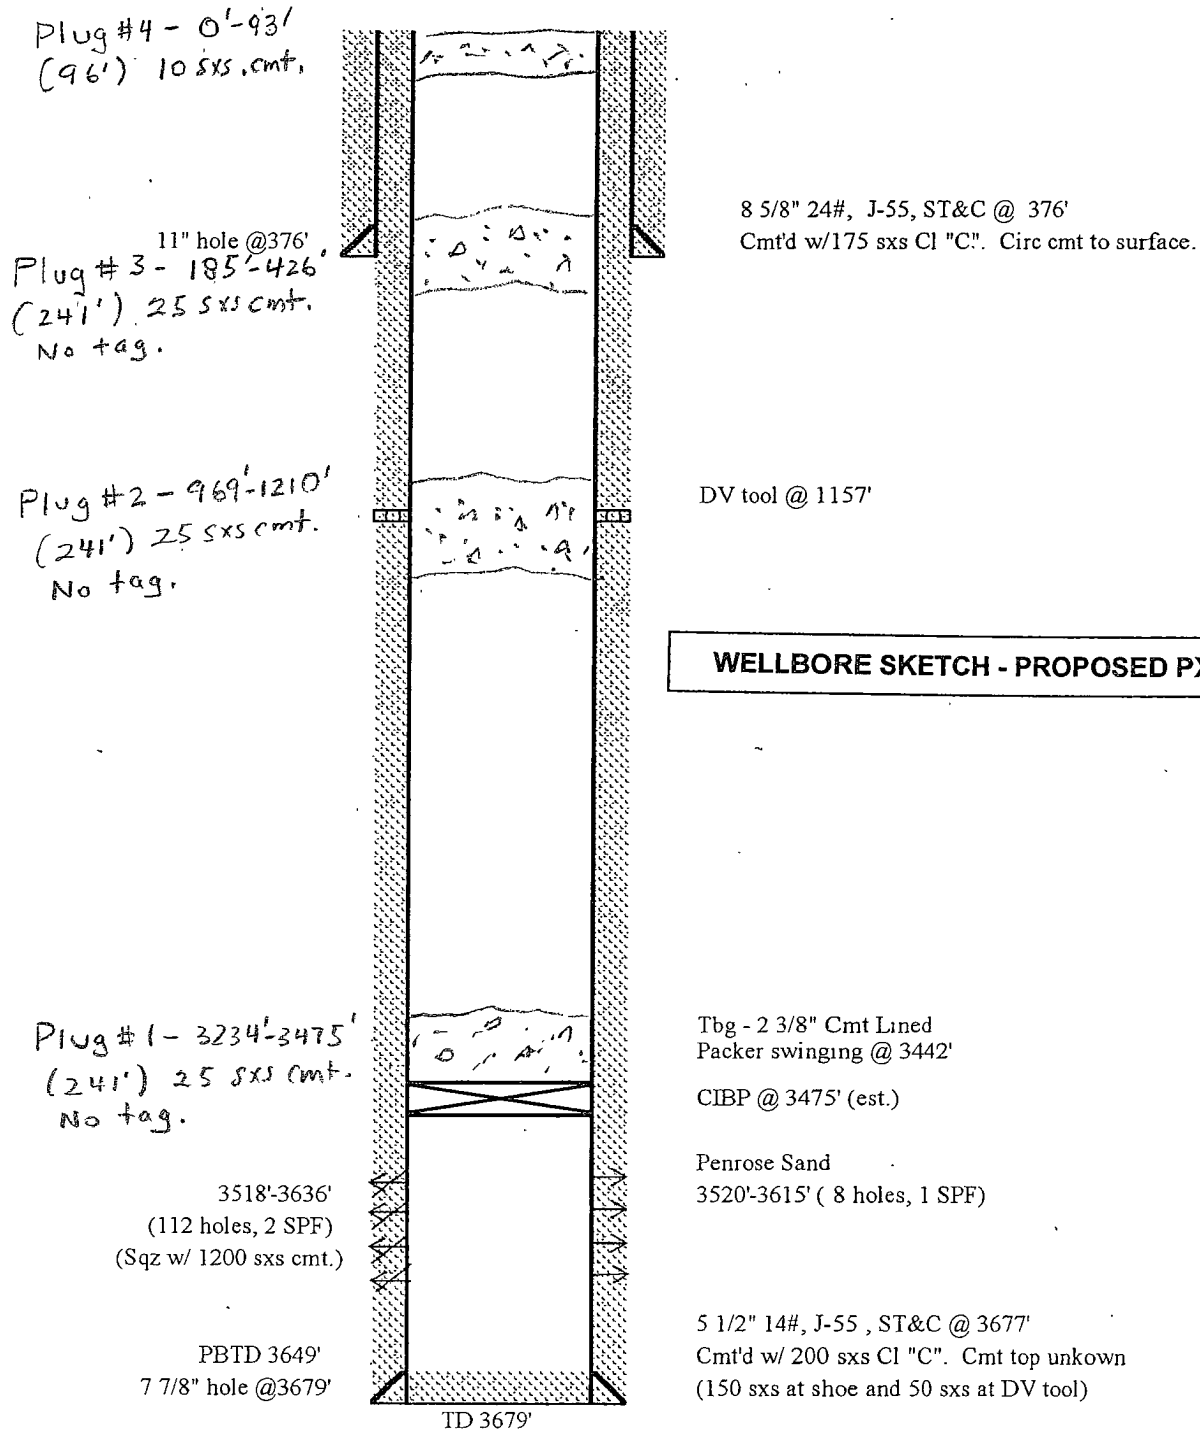 Plug #4 - 0'-93'
(96') 10 sxs. cmt.
8 5/8" 24#, J-55, ST&C @ 376'
11" hole @376'
Cmt'd w/175 sxs Cl "C". Circ cmt to surface.
Plug # 3 - 185'-426'
(241') 25 sxs cmt.
No tag.
Plug #2 - 969'-1210'
(241') 25 sxs cmt.
No tag.
DV tool @ 1157'
WELLBORE SKETCH - PROPOSED PX
Plug #1 - 3234'-3475'
(241') 25 sxs cmt.
No tag.
Tbg - 2 3/8" Cmt Lined
Packer swinging @ 3442'
CIBP @ 3475' (est.)
Penrose Sand
3520'-3615' ( 8 holes, 1 SPF)
3518'-3636'
(112 holes, 2 SPF)
(Sqz w/ 1200 sxs cmt.)
5 1/2" 14#, J-55 , ST&C @ 3677'
Cmt'd w/ 200 sxs Cl "C". Cmt top unkown
(150 sxs at shoe and 50 sxs at DV tool)
PBTD 3649'
7 7/8" hole @3679'
TD 3679'